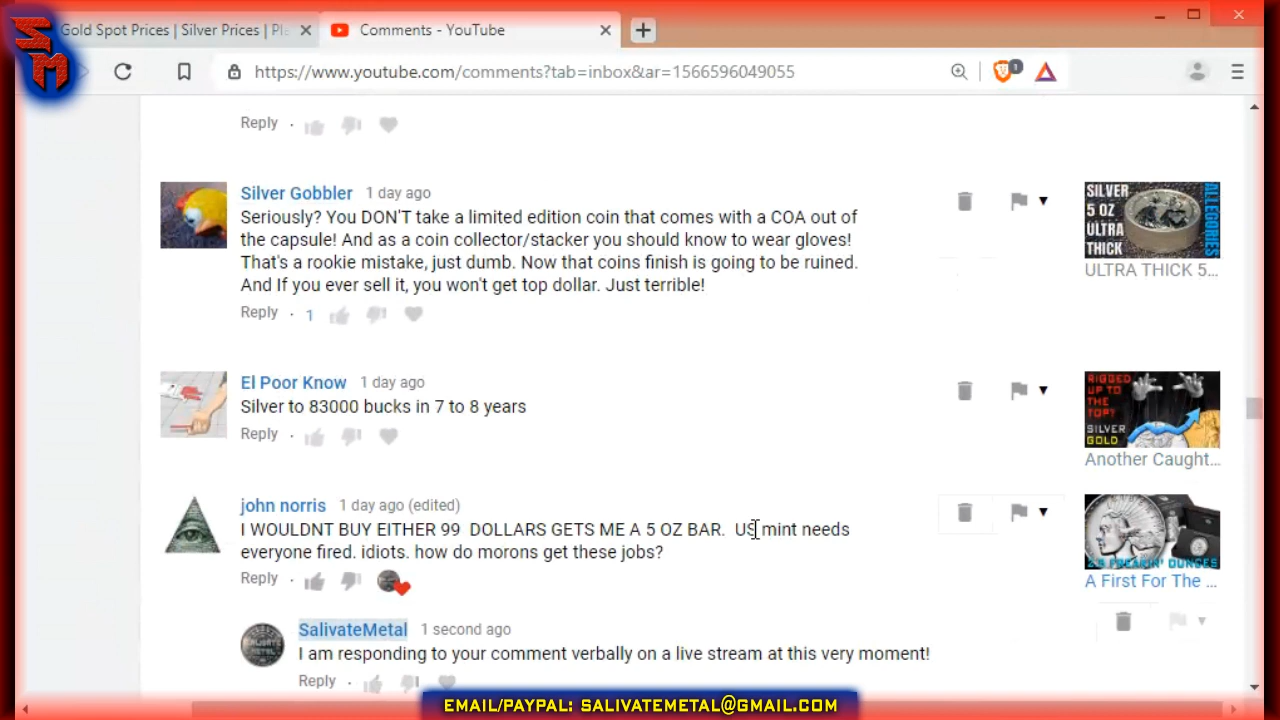 SM
Gold Spot Prices | Silver Prices | Pl
Comments - YouTube
https://www.youtube.com/comments?tab=inbox&ar=1566596049055
1
Reply ·
Silver Gobbler 1 day ago
Seriously? You DON'T take a limited edition coin that comes with a COA out of
the capsule! And as a coin collector/stacker you should know to wear gloves!
That's a rookie mistake, just dumb. Now that coins finish is going to be ruined.
And If you ever sell it, you won't get top dollar. Just terrible!
Reply · 1
SILVER
5 OZ
ULTRA
THICK
ALLEGORIES
ULTRA THICK 5...
El Poor Know 1 day ago
Silver to 83000 bucks in 7 to 8 years
Reply ·
RIGGED
UP TO
THE
TOP?
SILVER
GOLD
Another Caught...
john norris 1 day ago (edited)
I WOULDNT BUY EITHER 99 DOLLARS GETS ME A 5 OZ BAR. US mint needs
everyone fired. idiots. how do morons get these jobs?
Reply ·
2.5 FREAKIN' OUNCES
A First For The ...
SalivateMetal 1 second ago
I am responding to your comment verbally on a live stream at this very moment!
Reply ·
EMAIL/PAYPAL: SALIVATEMETAL@GMAIL.COM